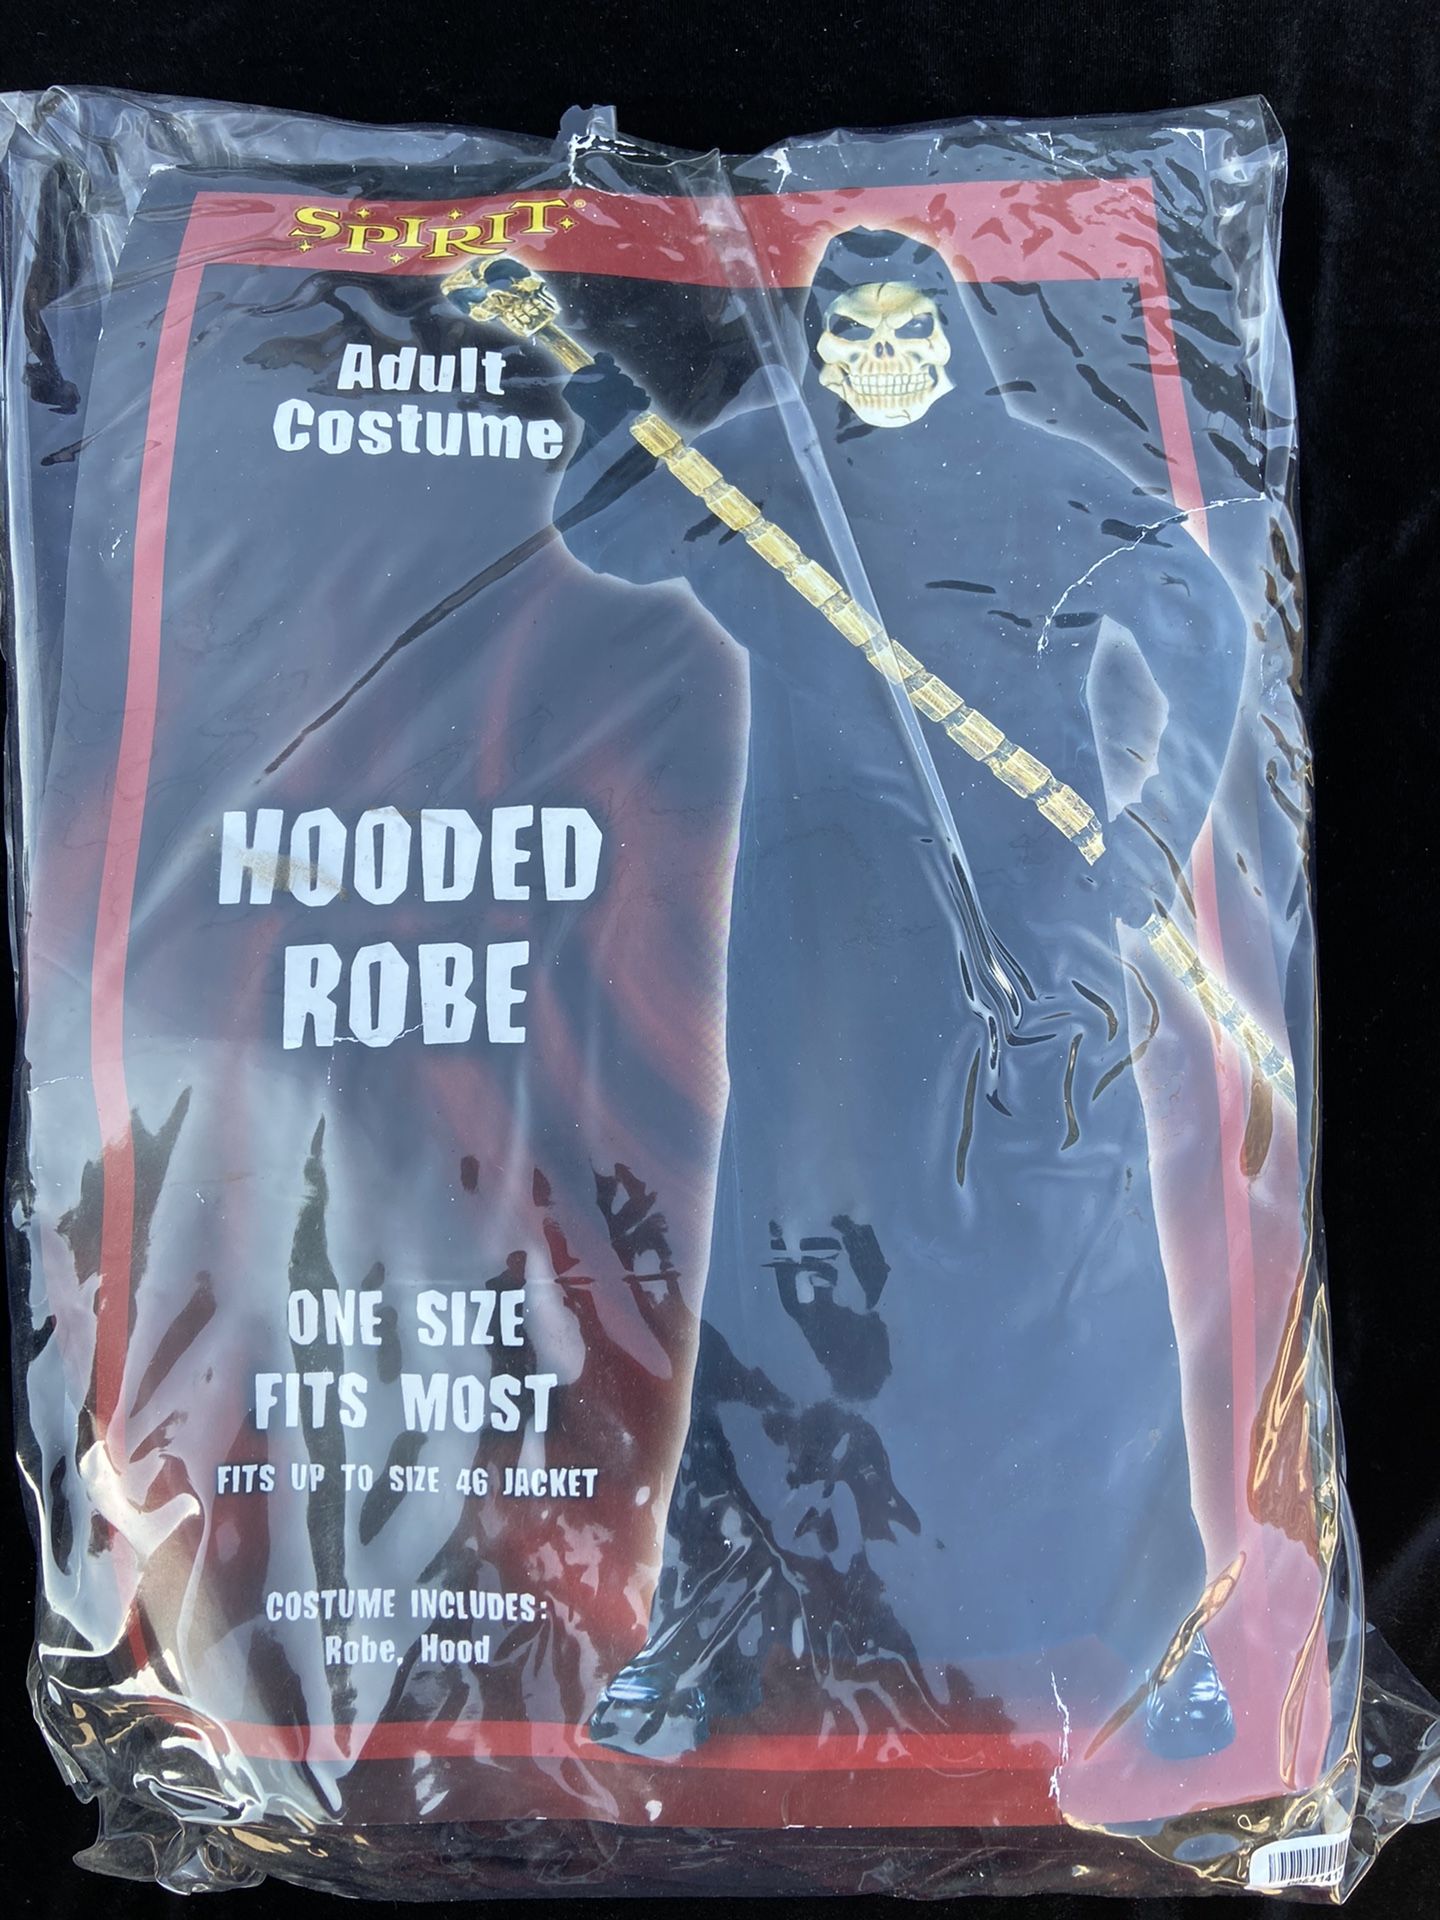 SPIRIT®
Adult
Costume
HOODED
ROBE
ONE SIZE
FITS MOST
FITS UP TO SIZE 46 JACKET
COSTUME INCLUDES:
Robe, Hood